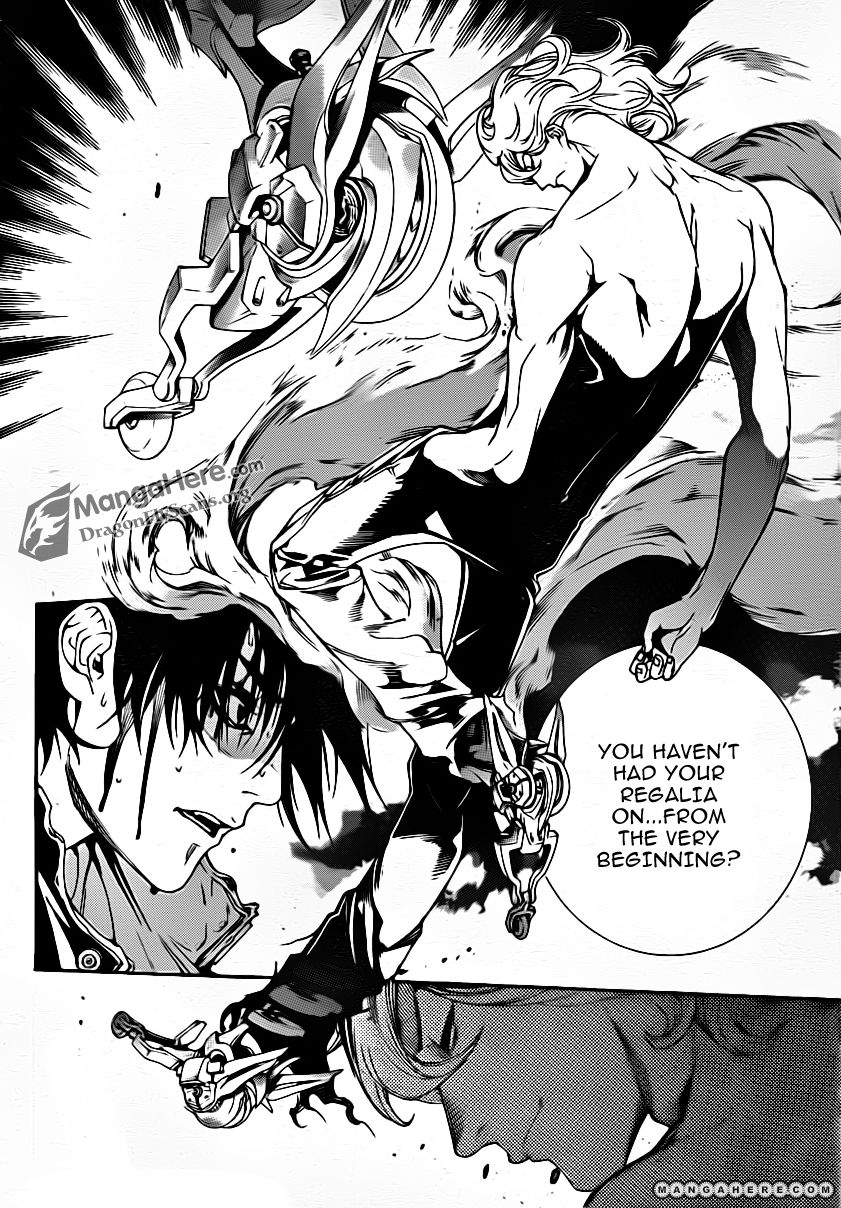 MangaHere.com
DragonFlyScans.org
YOU HAVEN'T
HAD YOUR
REGALIA
ON...FROM
THE VERY
BEGINNING?
MANGAHERE.COM